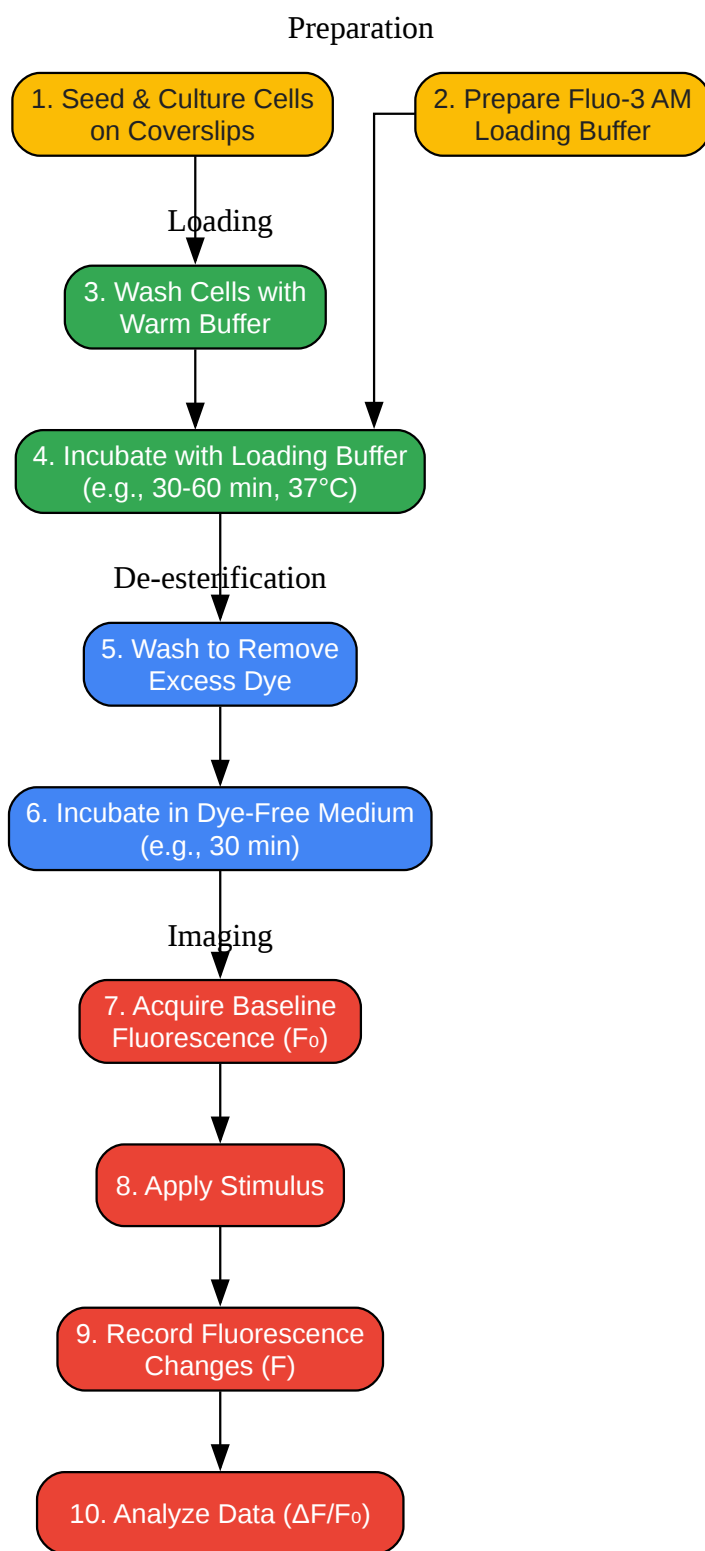 Preparation
1. Seed & Culture Cells
on Coverslips
2. Prepare Fluo-3 AM
Loading Buffer
Loading
3. Wash Cells with
Warm Buffer
4. Incubate with Loading Buffer
(e.g., 30-60 min, 37°C)
De-esterification
5. Wash to Remove
Excess Dye
6. Incubate in Dye-Free Medium
(e.g., 30 min)
Imaging
7. Acquire Baseline
Fluorescence (F₀)
8. Apply Stimulus
9. Record Fluorescence
Changes (F)
10. Analyze Data (ΔF/F₀)